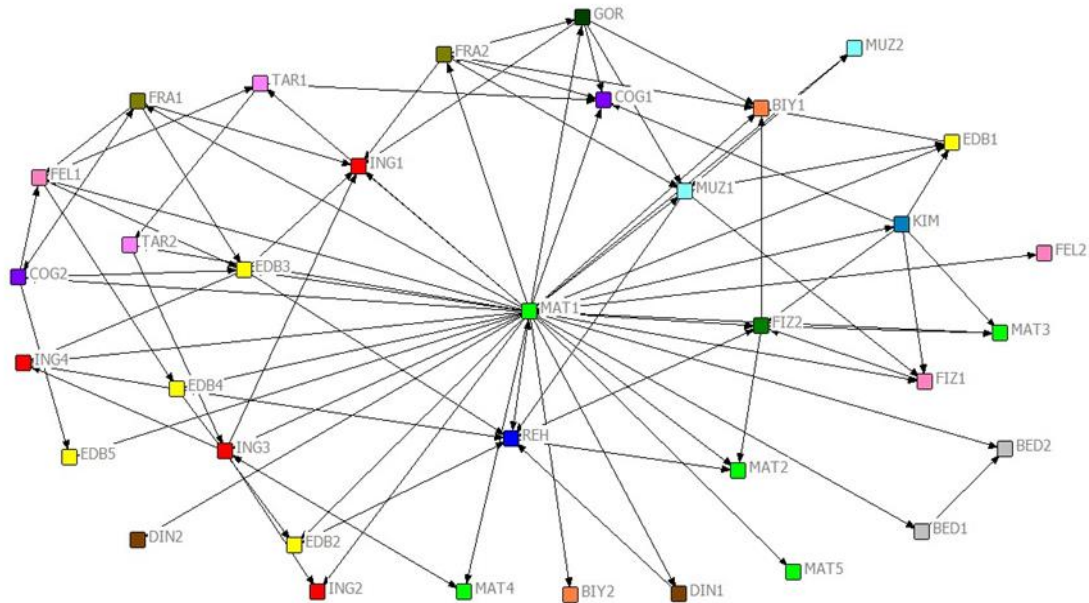 GOR
MUZ2
FRA2
TAR1
FRA1
COG1
BIY1
EDB1
ING1
FEL1
MUZ1
KIM
TAR2
FEL2
EDB3
COG2
MAT1
FIZ2
MAT3
ING4
EDB4
FIZ1
REH
ING3
BED2
EDB5
MAT2
BED1
DIN2
EDB2
MAT5
ING2
MAT4
BIY2
DIN1